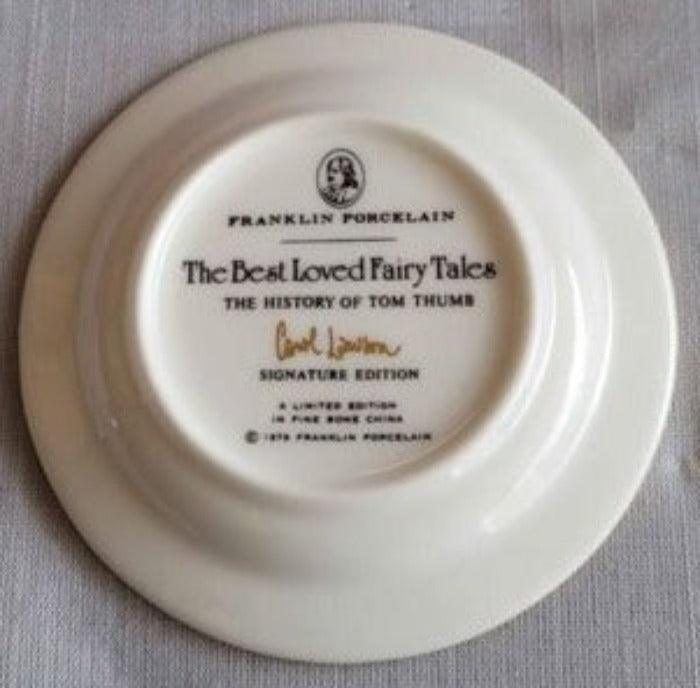 FRANKLIN PORCELAIN
The Best Loved Fairy Tales
THE HISTORY OF TOM THUMB
Carol Lawson
SIGNATURE EDITION
A LIMITED EDITION
IN FINE BONE CHINA
© 1979 FRANKLIN PORCELAIN